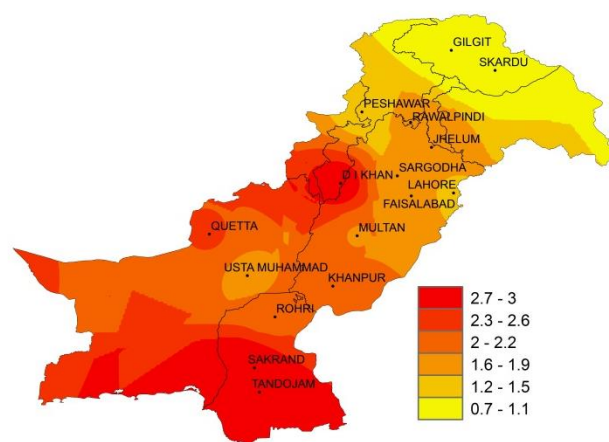 GILGIT
SKARDU
PESHAWAR
RAWALPINDI
JHELUM
D I KHAN
SARGODHA
LAHORE
FAISALABAD
QUETTA
MULTAN
USTA MUHAMMAD
KHANPUR
ROHRI
SAKRAND
TANDOJAM
2.7 - 3
2.3 - 2.6
2 - 2.2
1.6 - 1.9
1.2 - 1.5
0.7 - 1.1